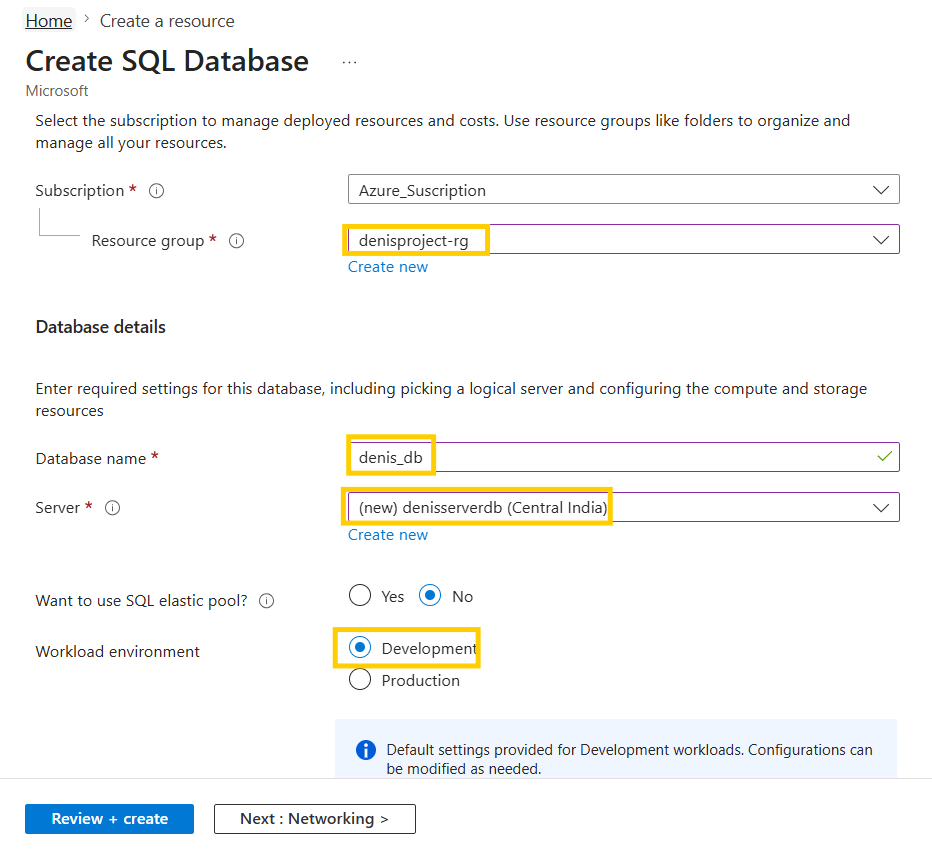 Home > Create a resource
Create SQL Database ...
Microsoft
Select the subscription to manage deployed resources and costs. Use resource groups like folders to organize and
manage all your resources.
Subscription * Azure_Suscription
Resource group * denisproject-rg
Create new
Database details
Enter required settings for this database, including picking a logical server and configuring the compute and storage
resources
Database name * denis_db
Server * (new) denisserverdb (Central India)
Create new
Want to use SQL elastic pool? Yes No
Workload environment Development
Production
Default settings provided for Development workloads. Configurations can
be modified as needed.
Review + create Next : Networking >